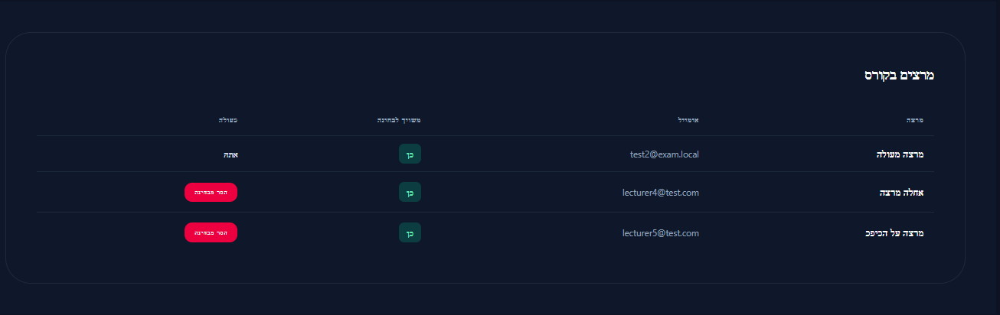 מרצים בקורס
מרצה אימייל משויך לבחינה פעולה
מרצה מעולה test2@exam.local כן אתה
אחלה מרצה lecturer4@test.com כן הסר מבחינה
מרצה על הכיפכ lecturer5@test.com כן הסר מבחינה